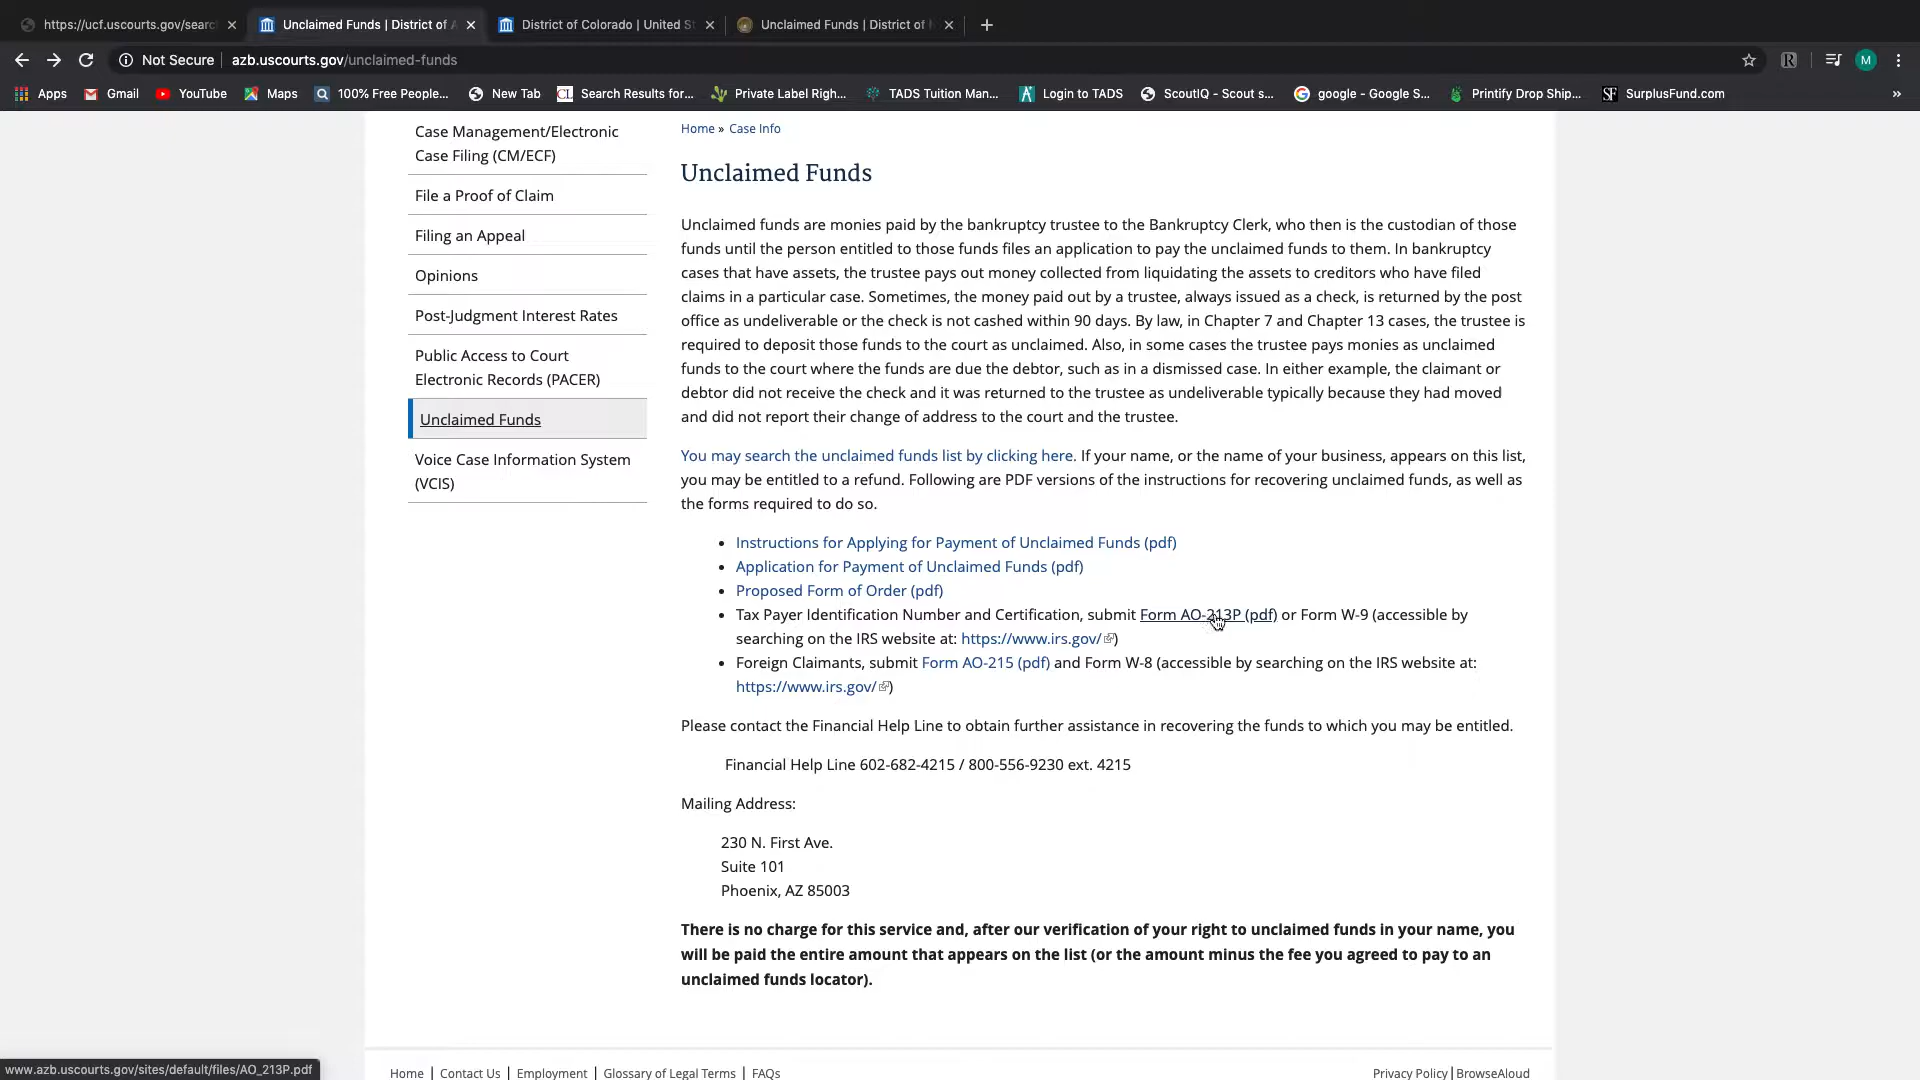 https://ucf.uscourts.gov/searc
Unclaimed Funds | District of A
District of Colorado | United St
Unclaimed Funds | District of
Not Secure
azb.uscourts.gov/unclaimed-funds
M
Apps
Gmail
YouTube
Maps
100% Free People...
New Tab
Search Results for...
Private Label Righ...
TADS Tuition Man...
Login to TADS
ScoutIQ - Scout s...
google - Google S...
Printify Drop Ship...
SurplusFund.com
Case Management/Electronic
Case Filing (CM/ECF)
File a Proof of Claim
Filing an Appeal
Opinions
Post-Judgment Interest Rates
Public Access to Court
Electronic Records (PACER)
Unclaimed Funds
Voice Case Information System
(VCIS)
Home » Case Info
Unclaimed Funds
Unclaimed funds are monies paid by the bankruptcy trustee to the Bankruptcy Clerk, who then is the custodian of those
funds until the person entitled to those funds files an application to pay the unclaimed funds to them. In bankruptcy
cases that have assets, the trustee pays out money collected from liquidating the assets to creditors who have filed
claims in a particular case. Sometimes, the money paid out by a trustee, always issued as a check, is returned by the post
office as undeliverable or the check is not cashed within 90 days. By law, in Chapter 7 and Chapter 13 cases, the trustee is
required to deposit those funds to the court as unclaimed. Also, in some cases the trustee pays monies as unclaimed
funds to the court where the funds are due the debtor, such as in a dismissed case. In either example, the claimant or
debtor did not receive the check and it was returned to the trustee as undeliverable typically because they had moved
and did not report their change of address to the court and the trustee.
You may search the unclaimed funds list by clicking here. If your name, or the name of your business, appears on this list,
you may be entitled to a refund. Following are PDF versions of the instructions for recovering unclaimed funds, as well as
the forms required to do so.
• Instructions for Applying for Payment of Unclaimed Funds (pdf)
• Application for Payment of Unclaimed Funds (pdf)
• Proposed Form of Order (pdf)
• Tax Payer Identification Number and Certification, submit Form AO-213P (pdf) or Form W-9 (accessible by
searching on the IRS website at: https://www.irs.gov/)
• Foreign Claimants, submit Form AO-215 (pdf) and Form W-8 (accessible by searching on the IRS website at:
https://www.irs.gov/)
Please contact the Financial Help Line to obtain further assistance in recovering the funds to which you may be entitled.
Financial Help Line 602-682-4215 / 800-556-9230 ext. 4215
Mailing Address:
230 N. First Ave.
Suite 101
Phoenix, AZ 85003
There is no charge for this service and, after our verification of your right to unclaimed funds in your name, you
will be paid the entire amount that appears on the list (or the amount minus the fee you agreed to pay to an
unclaimed funds locator).
www.azb.uscourts.gov/sites/default/files/AO_213P.pdf
Home | Contact Us | Employment | Glossary of Legal Terms | FAQs
Privacy Policy | BrowseAloud